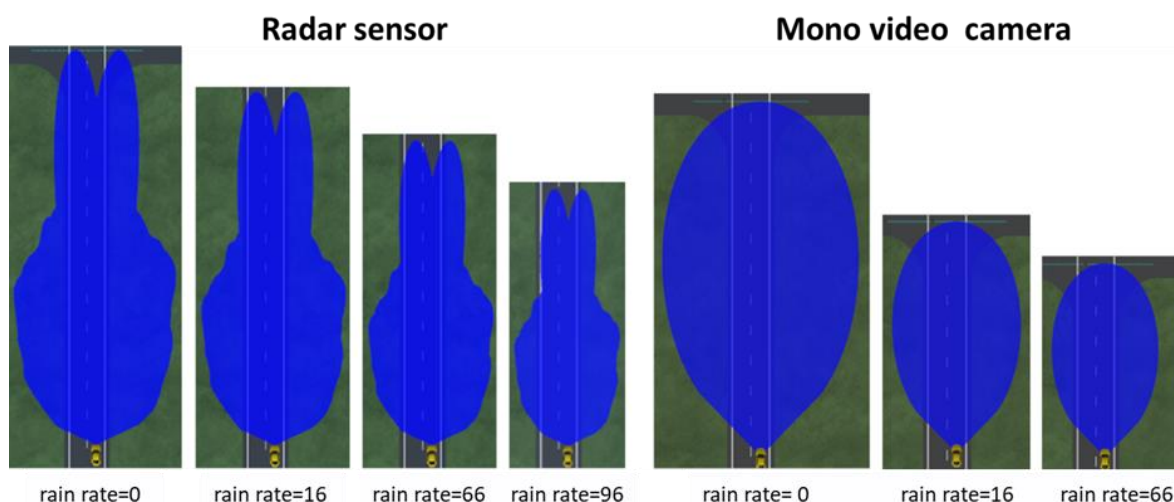 Radar sensor
Mono video camera
rain rate=0
rain rate=16
rain rate=66
rain rate=96
rain rate= 0
rain rate=16
rain rate=66